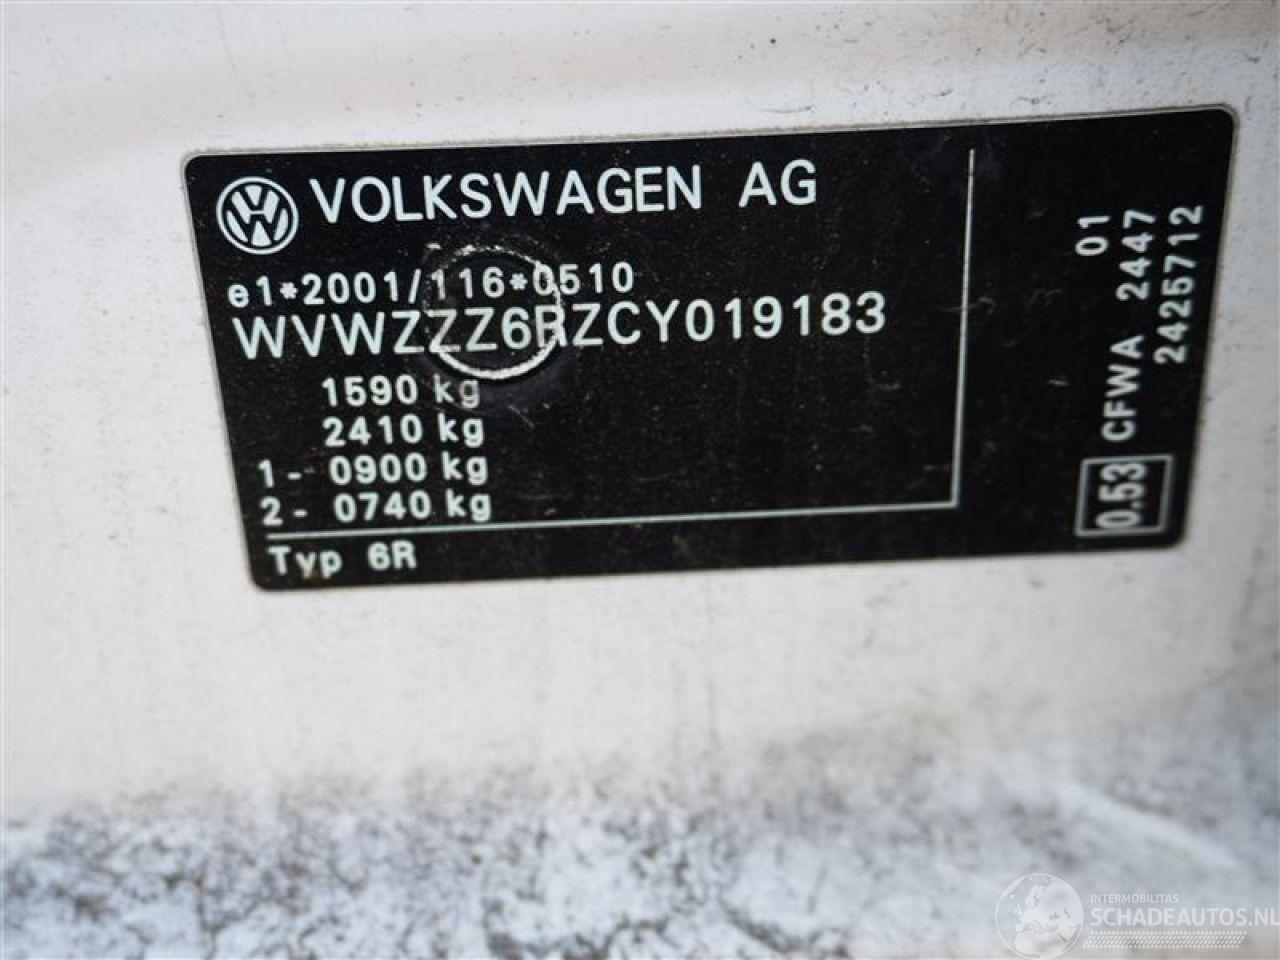 VOLKSWAGEN AG
e1*2001/116*0510
WVWZZZ6RZCY019183
1590 kg
2410 kg
1- 0900 kg
2- 0740 kg
Typ 6R
01
0.53 CFWA 2447
2425712
INTERMOBILITAS
SCHADEAUTOS.NL